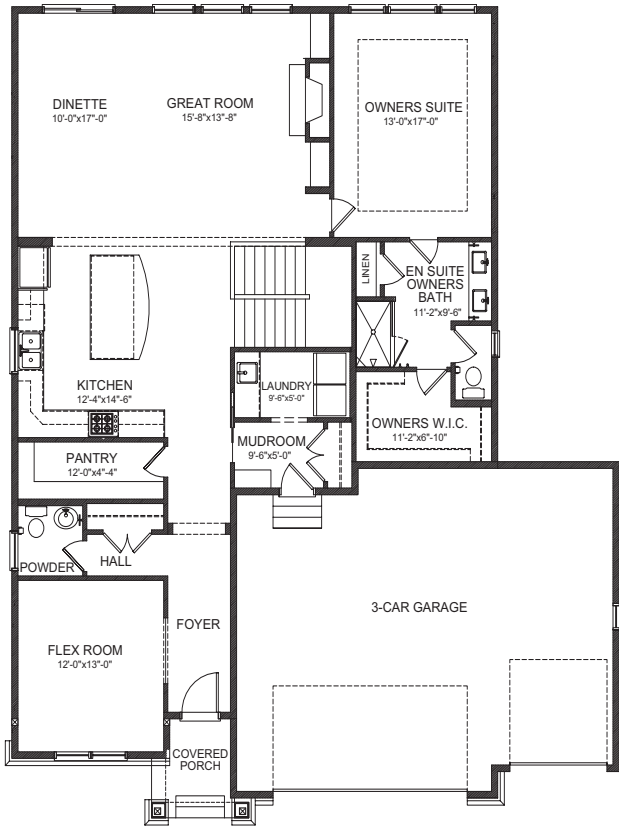 DINETTE
10'-0"x17"-0"
GREAT ROOM
15'-8"x13"-8"
OWNERS SUITE
13'-0"x17"-0"
LINEN
EN SUITE
OWNERS
BATH
11'-2"x9'-6"
KITCHEN
12'-4"x14"-6"
LAUNDRY
9'-6"x5'-0"
OWNERS W.I.C.
11'-2"x6"-10"
MUDROOM
9'-6"x5'-0"
PANTRY
12'-0"x4"-4"
POWDER
HALL
FOYER
3-CAR GARAGE
FLEX ROOM
12'-0"x13"-0"
COVERED
PORCH